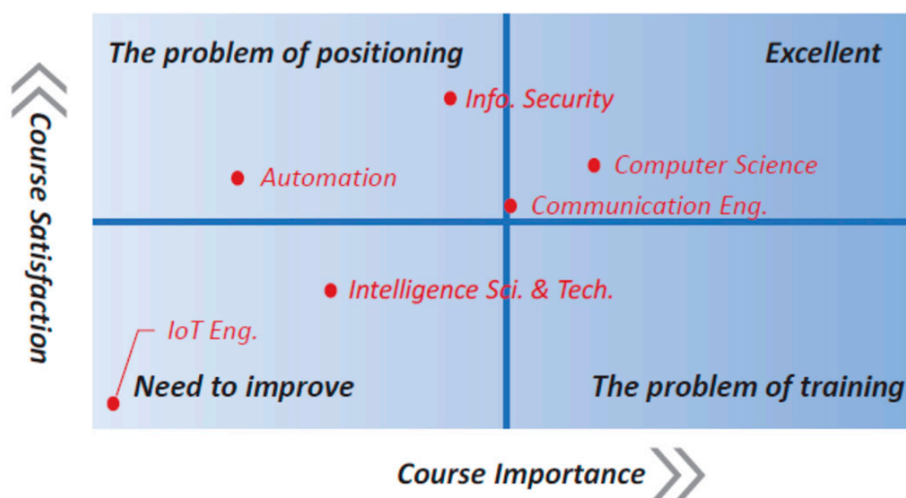 The problem of positioning
Excellent
Info. Security
Computer Science
Automation
Communication Eng.
Course Satisfaction
Intelligence Sci. & Tech.
IoT Eng.
Need to improve
The problem of training
Course Importance